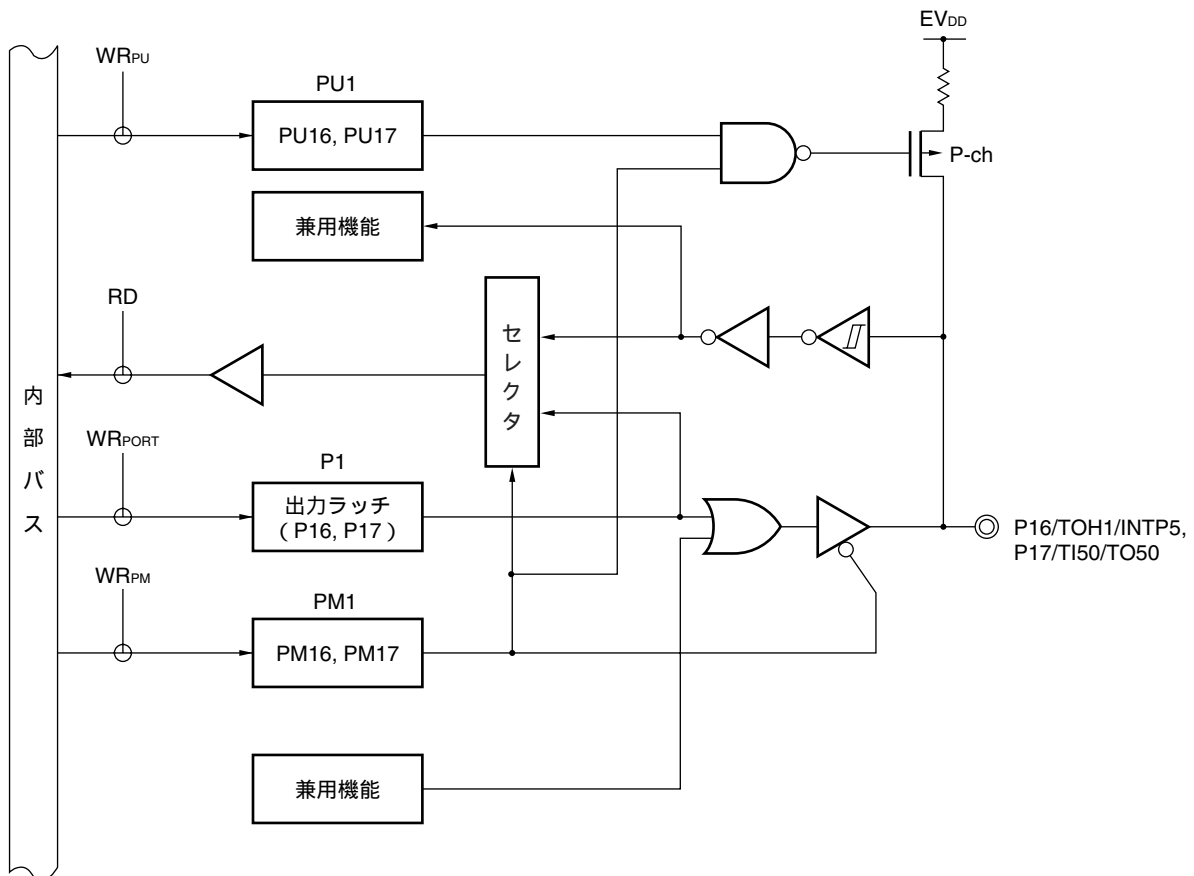 EVDD
WRPU
PU1
PU16, PU17
P-ch
兼用機能
RD
セレクタ
内部バス
WRPORT
P1
出力ラッチ
（P16, P17）
P16/TOH1/INTP5,
P17/TI50/TO50
WRPM
PM1
PM16, PM17
兼用機能